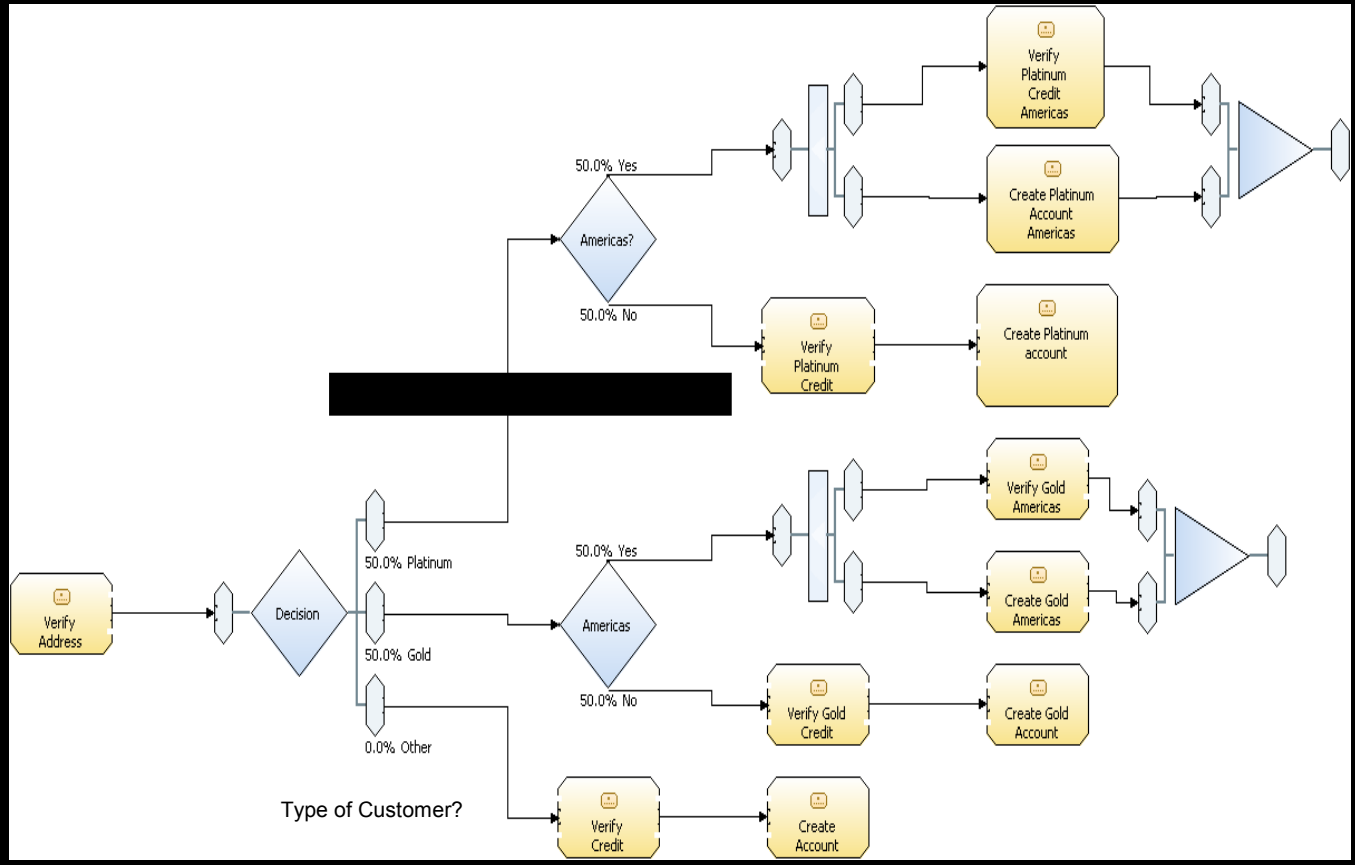 Verify
Platinum
Credit
Americas
50.0% Yes
Create Platinum
Account
Americas
Americas?
50.0% No
Verify
Platinum
Credit
Create Platinum
account
Verify Gold
Americas
50.0% Yes
50.0% Platinum
Decision
Verify
Address
Americas
Create Gold
Americas
50.0% Gold
50.0% No
Verify Gold
Credit
Create Gold
Account
0.0% Other
Type of Customer?
Verify
Credit
Create
Account